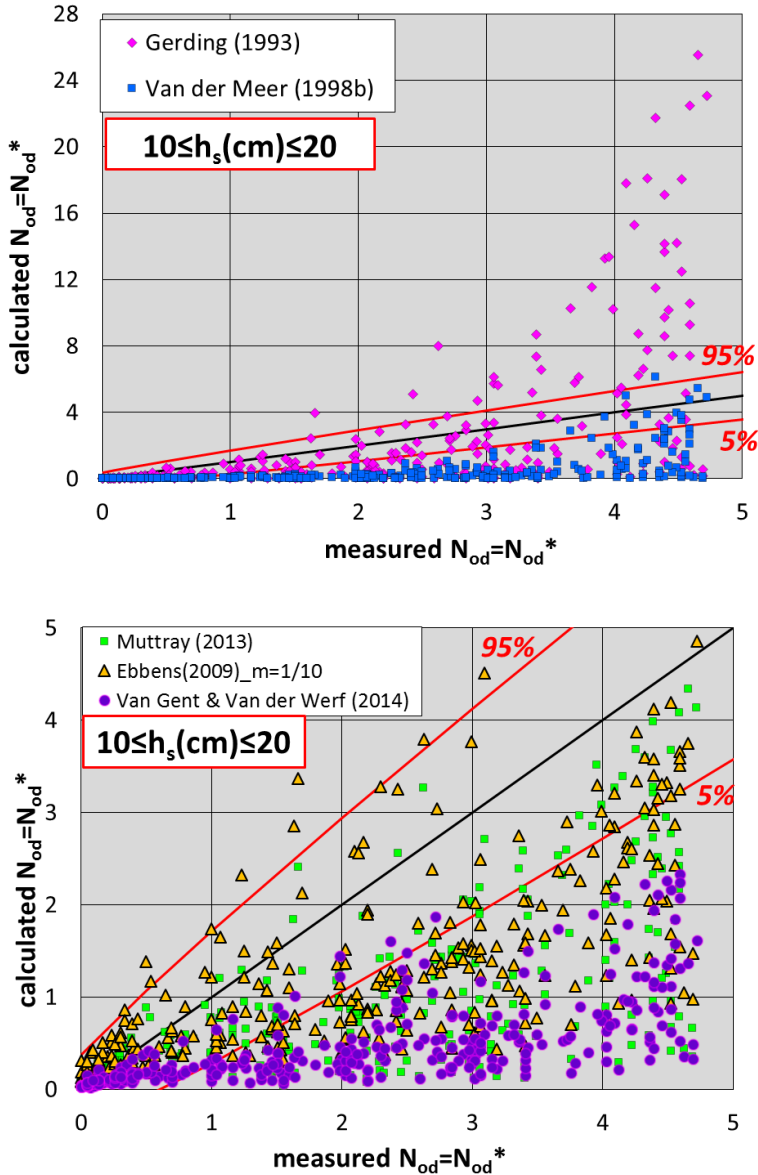 28
24
20
16
12
8
4
0
calculated Nod=Nod*
Gerding (1993)
Van der Meer (1998b)
10≤hs(cm)≤20
95%
5%
0 1 2 3 4 5
measured Nod=Nod*
5
4
3
2
1
0
calculated Nod=Nod*
Muttray (2013)
Ebbens(2009)_m=1/10
Van Gent & Van der Werf (2014)
10≤hs(cm)≤20
95%
5%
0 1 2 3 4 5
measured Nod=Nod*